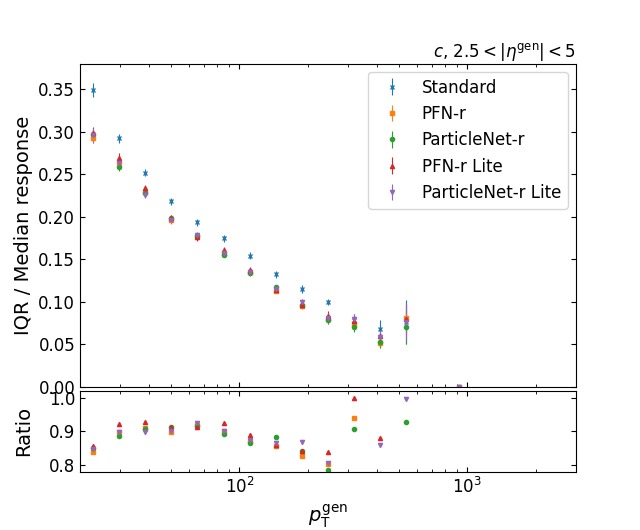 c, 2.5 < |η^gen| < 5
IQR / Median response
0.35
0.30
0.25
0.20
0.15
0.10
0.05
0.00
Standard
PFN-r
ParticleNet-r
PFN-r Lite
ParticleNet-r Lite
Ratio
1.0
0.9
0.8
10^2
10^3
p_T^gen